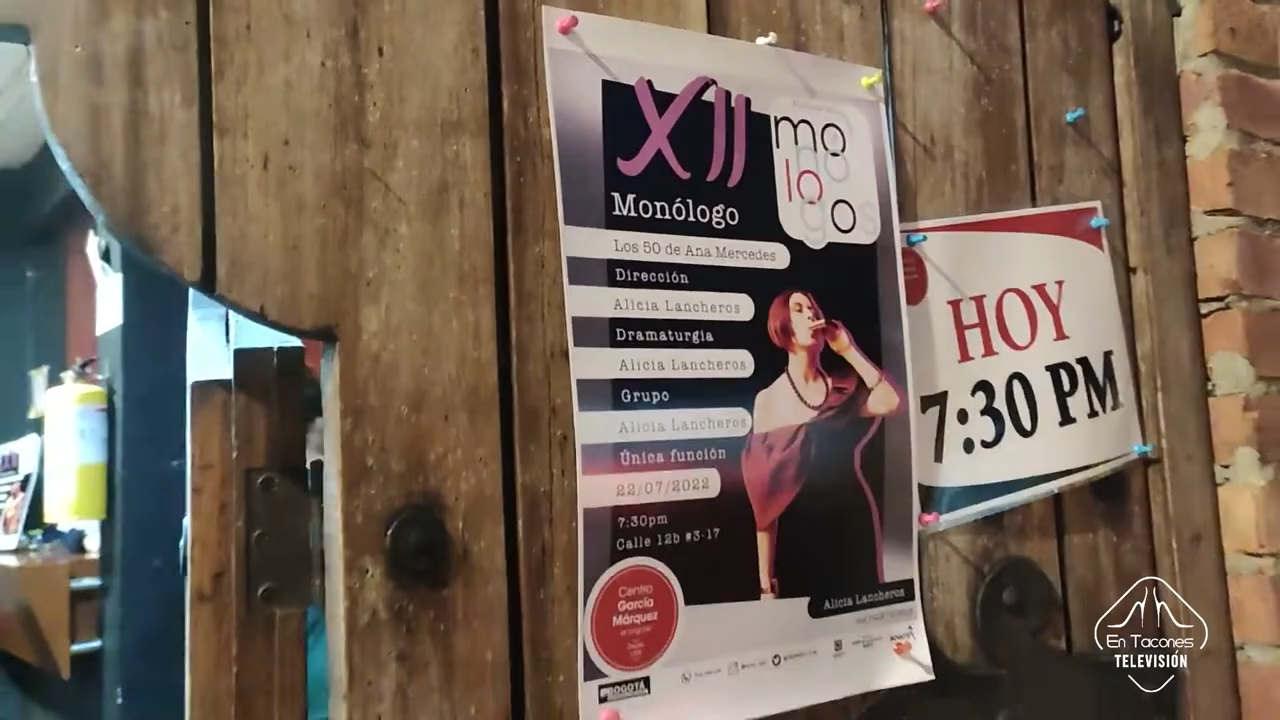 XII
mo
no
lo
go
gos
Monólogo
Los 50 de Ana Mercedes
Dirección
Alicia Lancheros
Dramaturgia
Alicia Lancheros
Grupo
Alicia Lancheros
Única función
22/07/2022
7:30pm
Calle 12b #3-17
Centro
García
Márquez
Alicia Lancheros
BOGOTÁ
HOY
7:30 PM
En Tacones
TELEVISIÓN